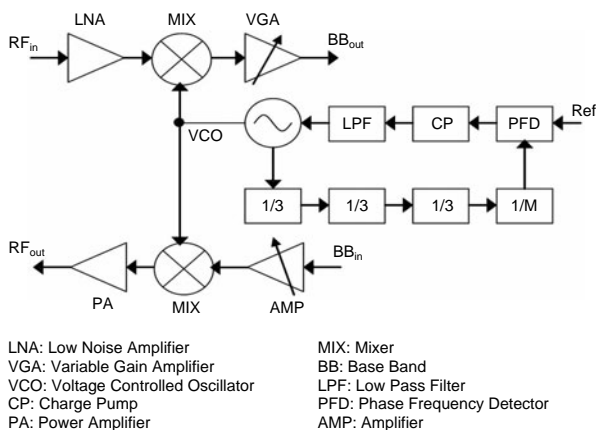 LNA MIX VGA
RFin BBout
VCO LPF CP PFD Ref
1/3 1/3 1/3 1/M
RFout BBin
PA MIX AMP
LNA: Low Noise Amplifier MIX: Mixer
VGA: Variable Gain Amplifier BB: Base Band
VCO: Voltage Controlled Oscillator LPF: Low Pass Filter
CP: Charge Pump PFD: Phase Frequency Detector
PA: Power Amplifier AMP: Amplifier